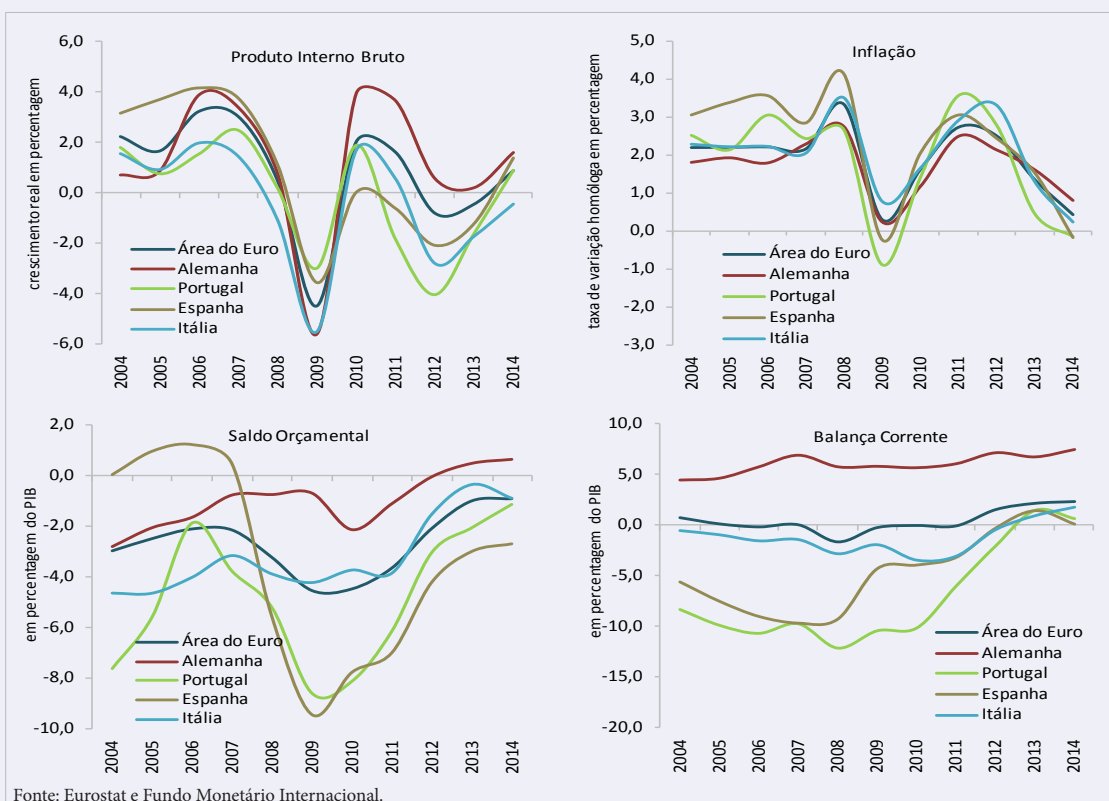 Produto Interno Bruto
crescimento real em percentagem
6,0
4,0
2,0
0,0
-2,0
-4,0
-6,0
Área do Euro
Alemanha
Portugal
Espanha
Itália
2004 2005 2006 2007 2008 2009 2010 2011 2012 2013 2014
Inflação
taxa de variação homóloga em percentagem
5,0
4,0
3,0
2,0
1,0
0,0
-1,0
-2,0
-3,0
Área do Euro
Alemanha
Portugal
Espanha
Itália
2004 2005 2006 2007 2008 2009 2010 2011 2012 2013 2014
Saldo Orçamental
em percentagem do PIB
2,0
0,0
-2,0
-4,0
-6,0
-8,0
-10,0
Área do Euro
Alemanha
Portugal
Espanha
Itália
2004 2005 2006 2007 2008 2009 2010 2011 2012 2013 2014
Balança Corrente
em percentagem do PIB
10,0
5,0
0,0
-5,0
-10,0
-15,0
-20,0
Área do Euro
Alemanha
Portugal
Espanha
Itália
2004 2005 2006 2007 2008 2009 2010 2011 2012 2013 2014
Fonte: Eurostat e Fundo Monetário Internacional.